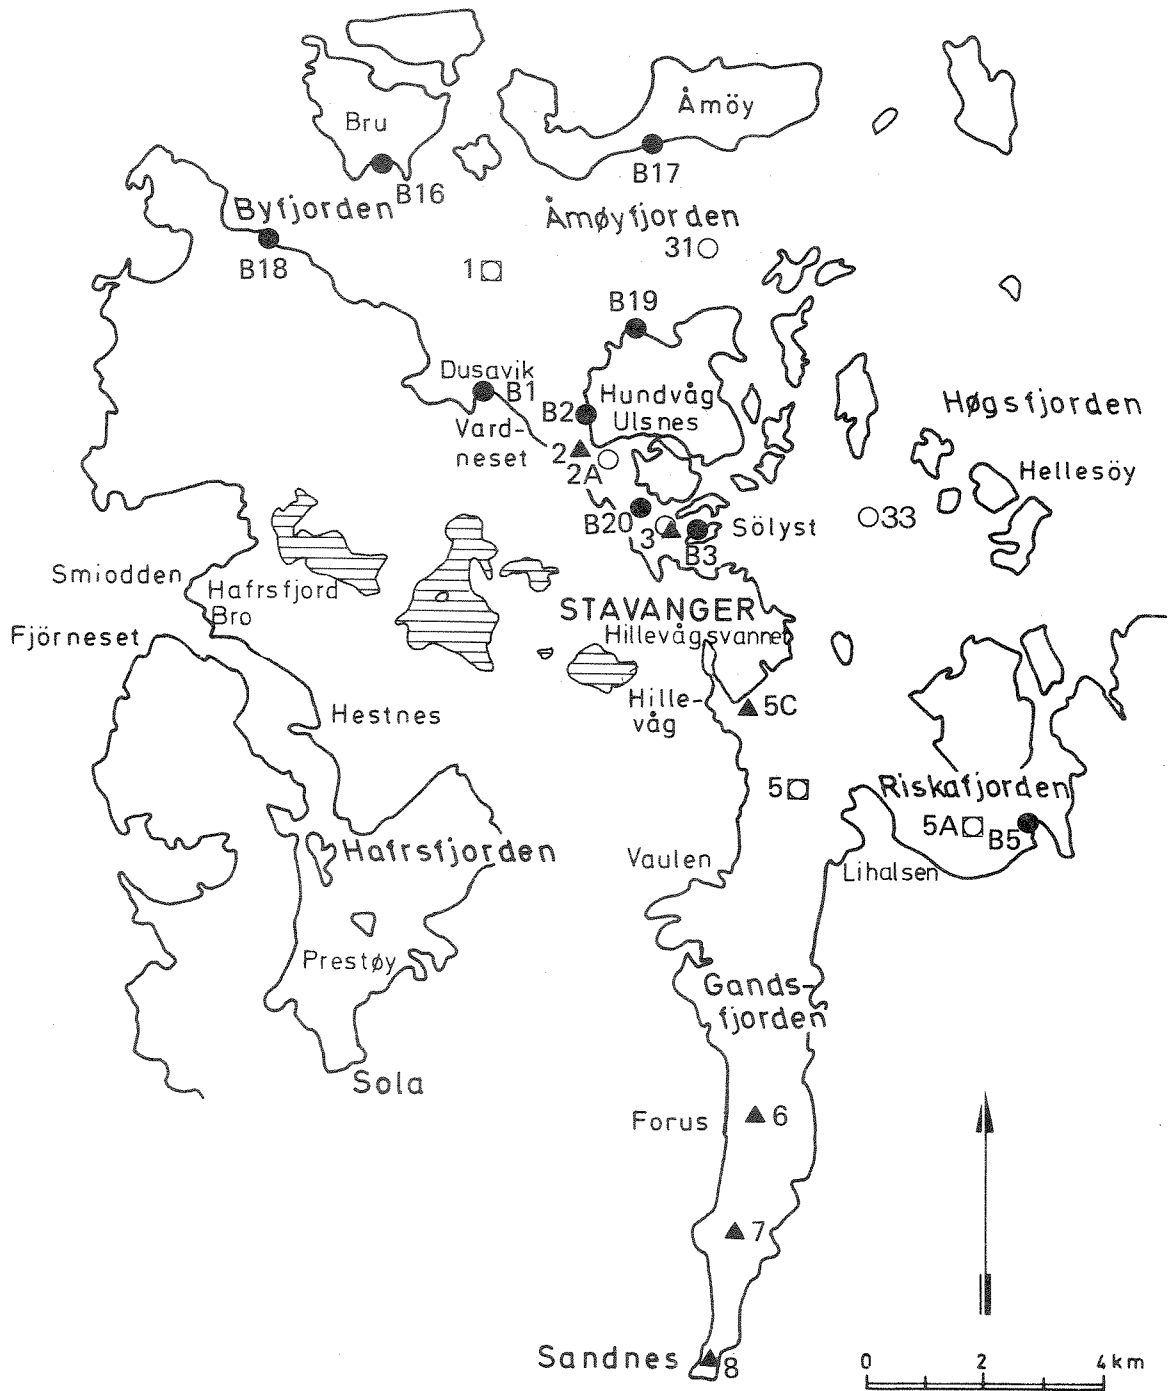 Åmöy
Bru
B17
B16
Byfjorden
Åmøyfjorden
31
B18
1
B19
Dusavik
B1
Hundvåg
B2
Ulsnes
Høgsfjorden
Vard-
neset
2
2A
Hellesöy
B20
3
B3
Sölyst
33
Smiodden
Hafrsfjord
Bro
STAVANGER
Fjörneset
Hillevågsvannet
Hille-
våg
5C
Hestnes
5
Riskafjorden
5A
B5
Hafrsfjorden
Vaulen
Lihalsen
Prestøy
Gands-
fjorden
Sola
Forus
6
7
Sandnes
8
0 2 4 km